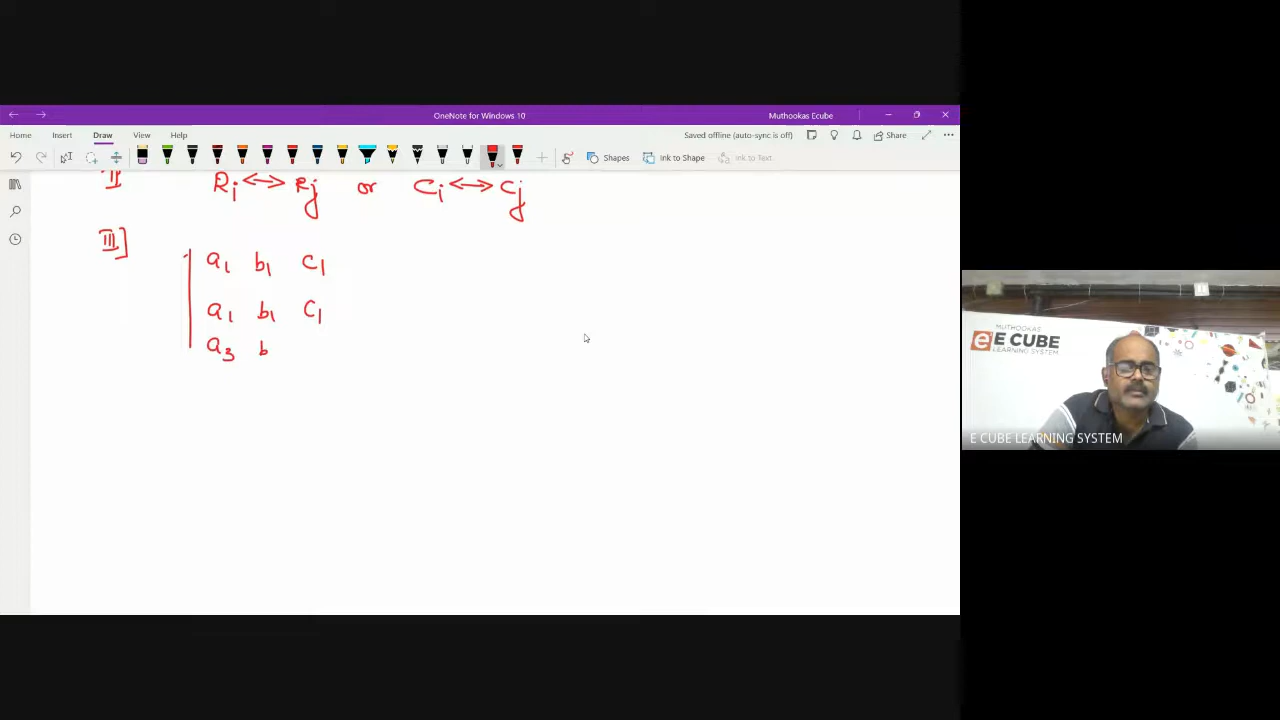 OneNote for Windows 10
Muthookas Ecube
Home Insert Draw View Help
Saved offline (auto-sync is off)
Share
Shapes
Ink to Shape
Ink to Text
II
Ri ↔ Rj or Ci ↔ Cj
III]
a1 b1 c1
a1 b1 c1
a3 b
MUTHOOKAS
e E CUBE
LEARNING SYSTEM
E CUBE LEARNING SYSTEM